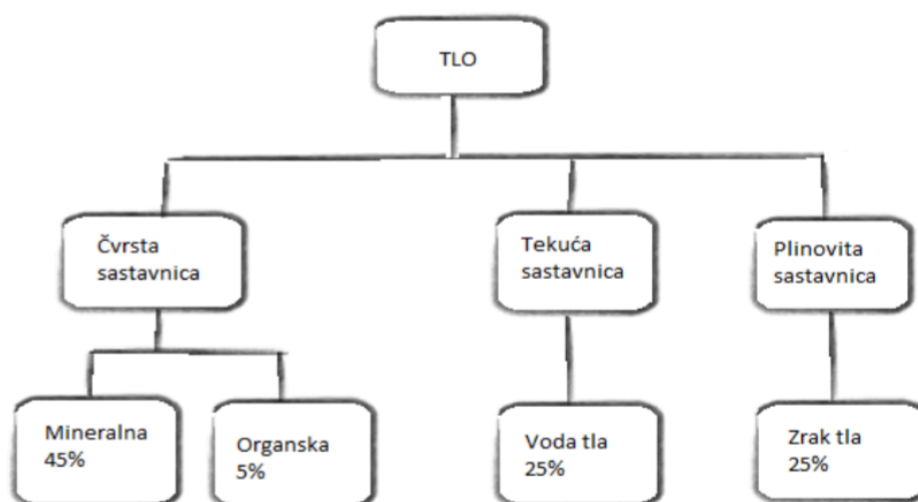 TLO
Čvrsta
sastavnica
Tekuća
sastavnica
Plinovita
sastavnica
Mineralna
45%
Organska
5%
Voda tla
25%
Zrak tla
25%